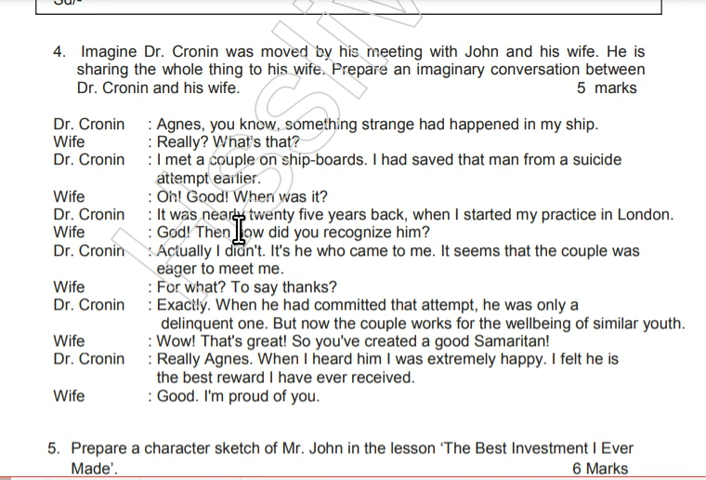 4. Imagine Dr. Cronin was moved by his meeting with John and his wife. He is
sharing the whole thing to his wife. Prepare an imaginary conversation between
Dr. Cronin and his wife. 5 marks
Dr. Cronin : Agnes, you know, something strange had happened in my ship.
Wife : Really? What's that?
Dr. Cronin : I met a couple on ship-boards. I had saved that man from a suicide
attempt earlier.
Wife : Oh! Good! When was it?
Dr. Cronin : It was nearly twenty five years back, when I started my practice in London.
Wife : God! Then how did you recognize him?
Dr. Cronin : Actually I didn't. It's he who came to me. It seems that the couple was
eager to meet me.
Wife : For what? To say thanks?
Dr. Cronin : Exactly. When he had committed that attempt, he was only a
delinquent one. But now the couple works for the wellbeing of similar youth.
Wife : Wow! That's great! So you've created a good Samaritan!
Dr. Cronin : Really Agnes. When I heard him I was extremely happy. I felt he is
the best reward I have ever received.
Wife : Good. I'm proud of you.
5. Prepare a character sketch of Mr. John in the lesson ‘The Best Investment I Ever
Made’. 6 Marks